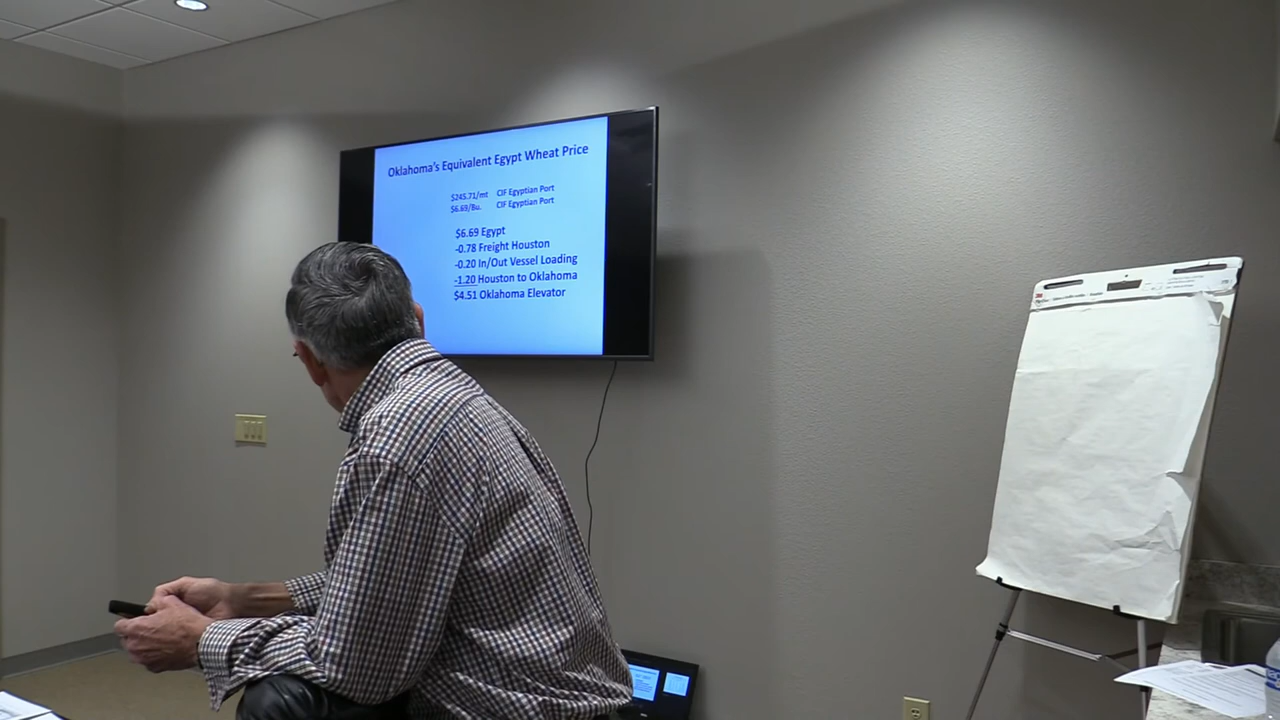 Oklahoma's Equivalent Egypt Wheat Price
$245.71/mt CIF Egyptian Port
$6.69/Bu. CIF Egyptian Port
$6.69 Egypt
-0.78 Freight Houston
-0.20 In/Out Vessel Loading
-1.20 Houston to Oklahoma
$4.51 Oklahoma Elevator
3M